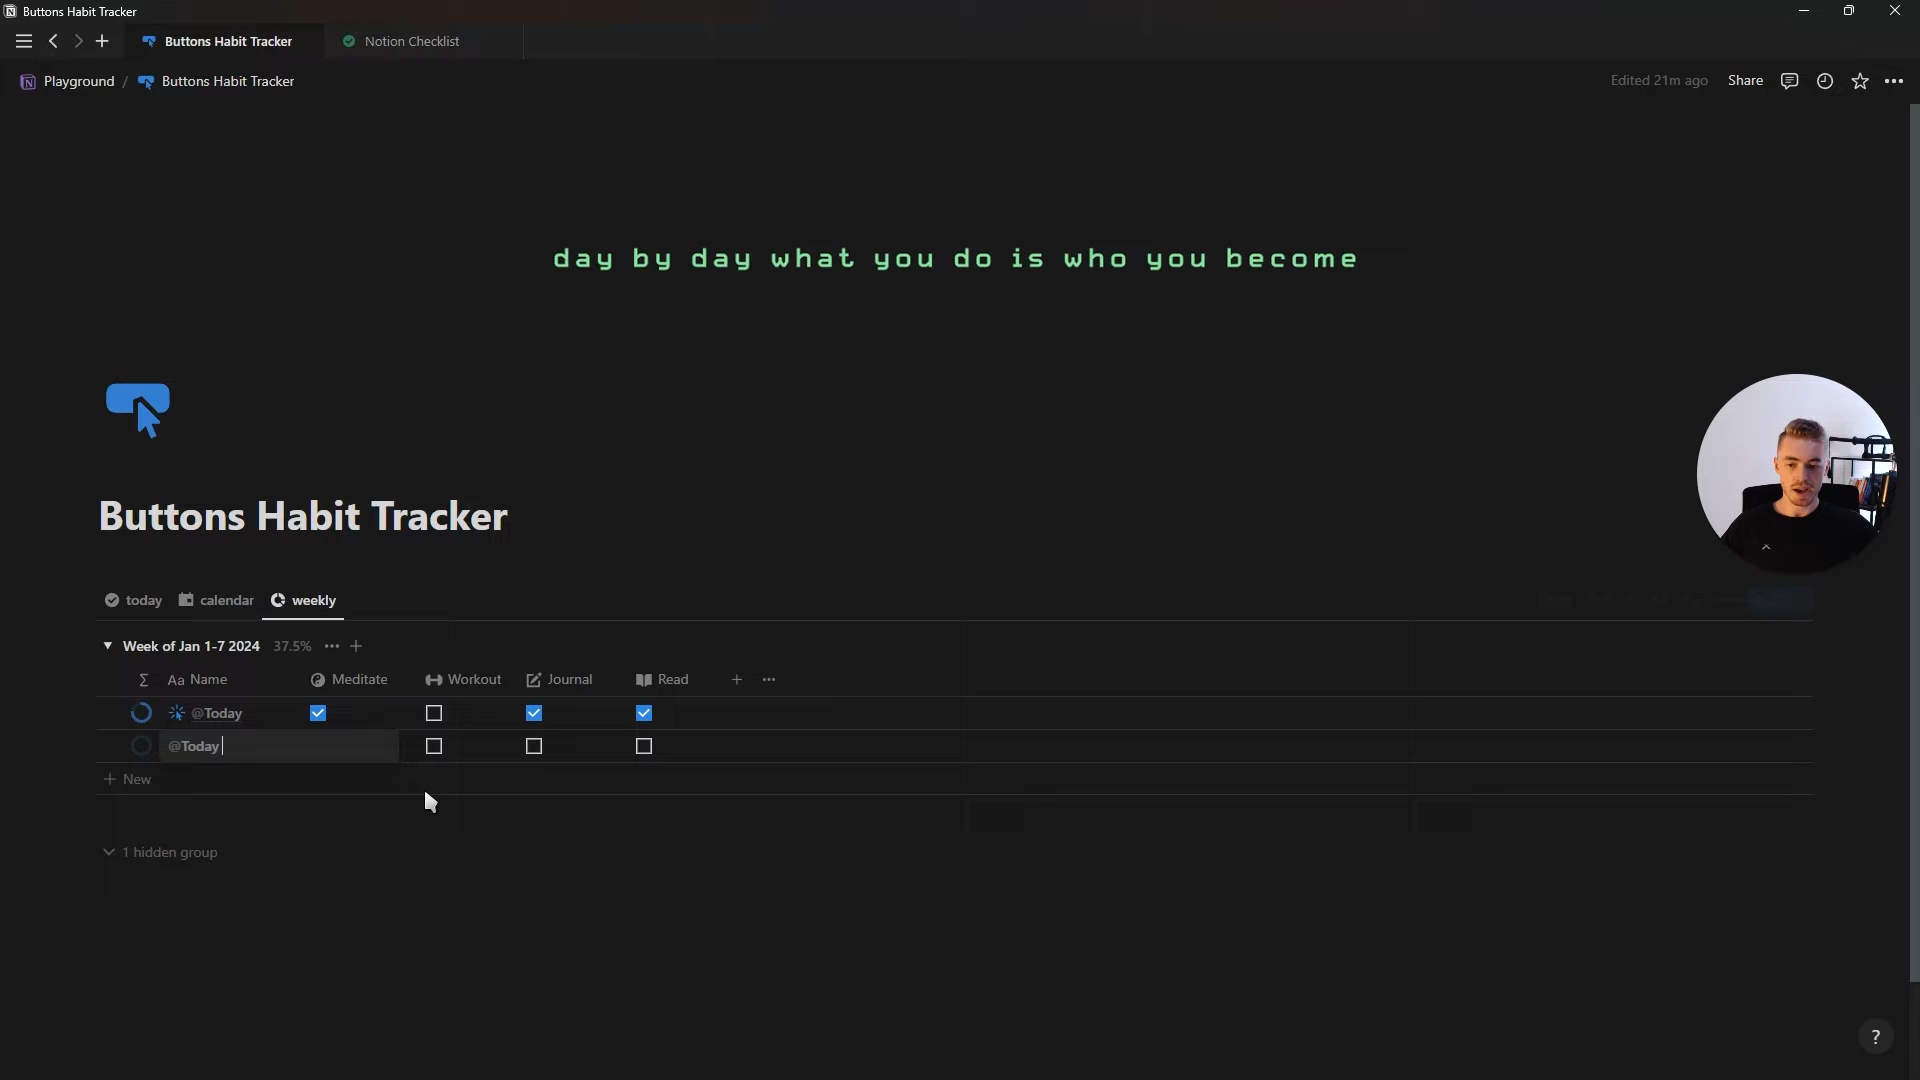 Buttons Habit Tracker
Buttons Habit Tracker
Notion Checklist
Playground / Buttons Habit Tracker
Edited 21m ago
Share
day by day what you do is who you become
Buttons Habit Tracker
today
calendar
weekly
Week of Jan 1-7 2024 37.5%
Σ Aa Name Meditate Workout Journal Read
@Today
@Today
+ New
1 hidden group
?